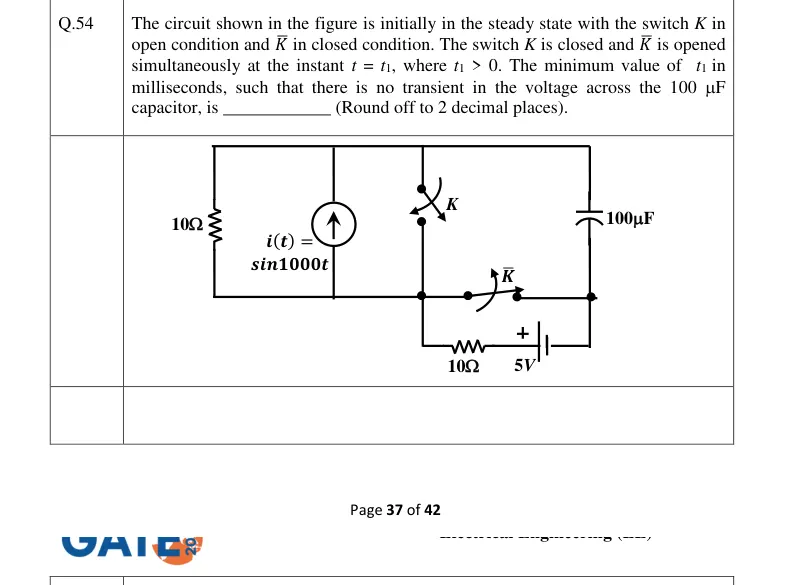 Q.54 The circuit shown in the figure is initially in the steady state with the switch K in
open condition and K̅ in closed condition. The switch K is closed and K̅ is opened
simultaneously at the instant t = t₁, where t₁ > 0. The minimum value of t₁ in
milliseconds, such that there is no transient in the voltage across the 100 μF
capacitor, is ____________ (Round off to 2 decimal places).
K
10Ω
100μF
i(t) =
sin1000t
K̅
+
10Ω
5V
Page 37 of 42
GATE
20